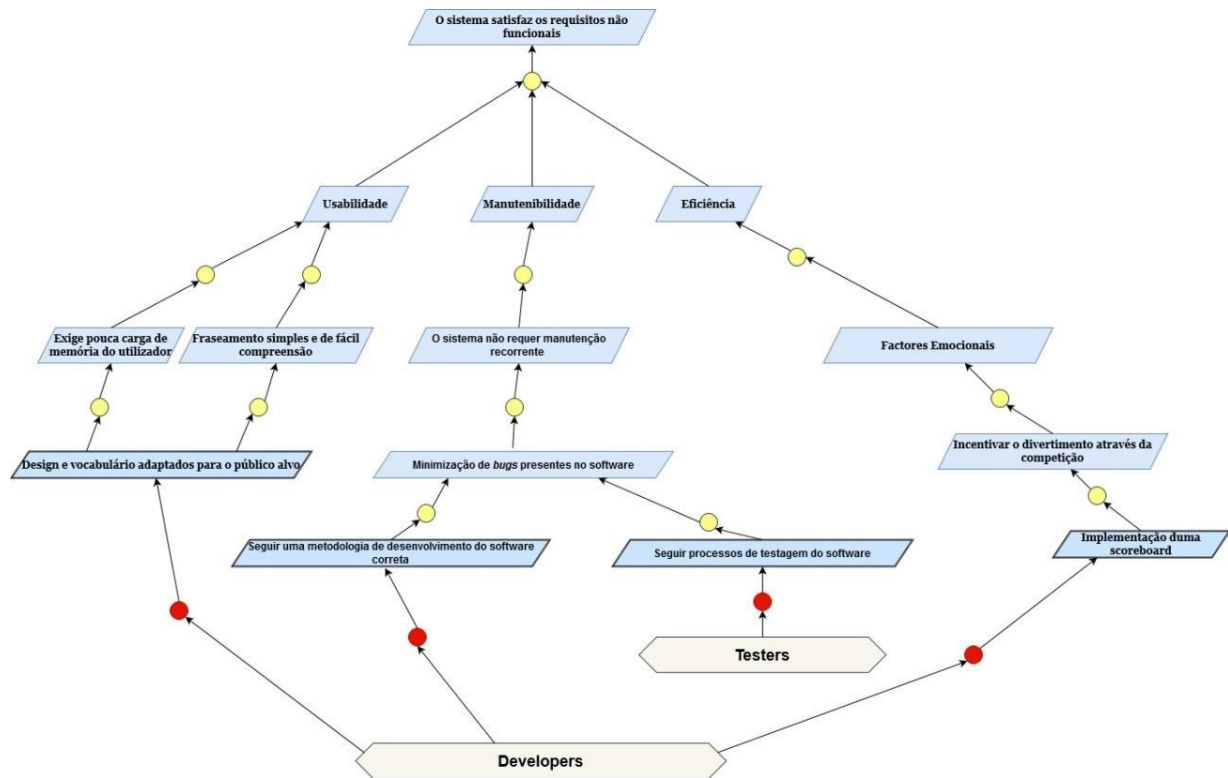 O sistema satisfaz os requisitos não
funcionais
Usabilidade
Manutenibilidade
Eficiência
Exige pouca carga de
memória do utilizador
Fraseamento simples e de fácil
compreensão
O sistema não requer manutenção
recorrente
Factores Emocionais
Design e vocabulário adaptados para o público alvo
Minimização de bugs presentes no software
Incentivar o divertimento através da
competição
Seguir uma metodologia de desenvolvimento do software
correta
Seguir processos de testagem do software
Implementação duma
scoreboard
Testers
Developers